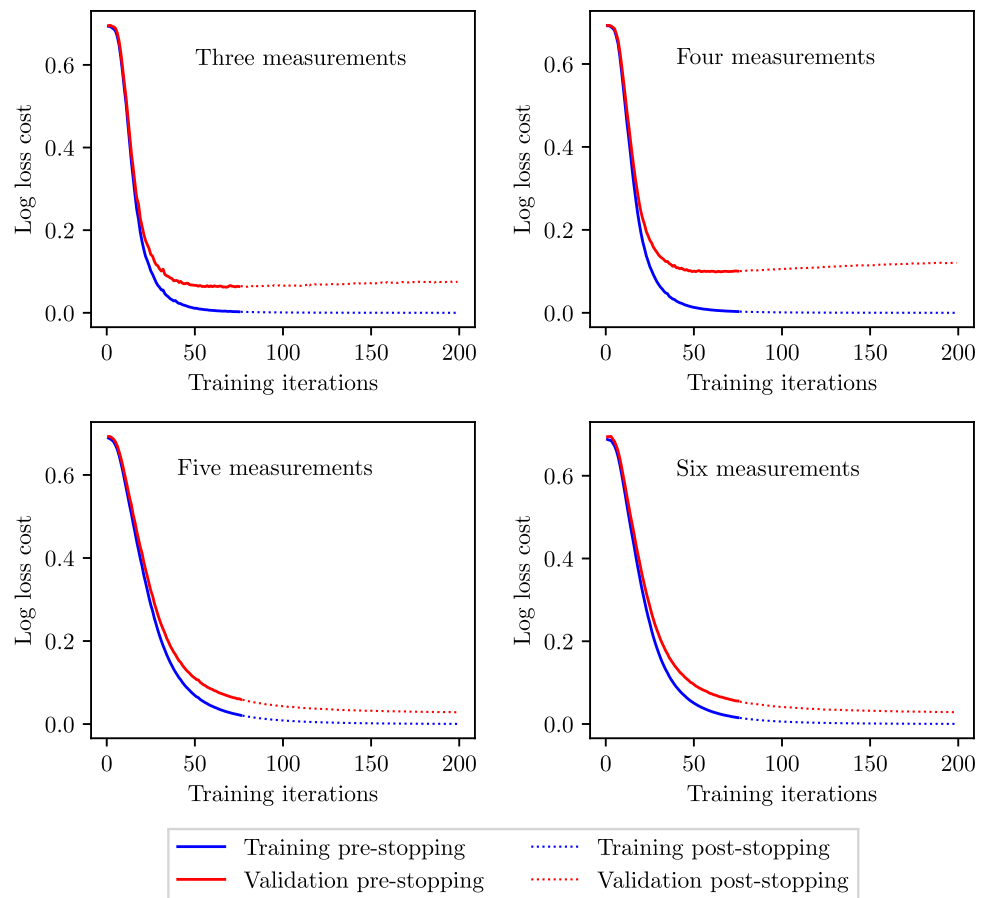 Three measurements
Log loss cost
0.6
0.4
0.2
0.0
0 50 100 150 200
Training iterations
Four measurements
Log loss cost
0.6
0.4
0.2
0.0
0 50 100 150 200
Training iterations
Five measurements
Log loss cost
0.6
0.4
0.2
0.0
0 50 100 150 200
Training iterations
Six measurements
Log loss cost
0.6
0.4
0.2
0.0
0 50 100 150 200
Training iterations
Training pre-stopping
Validation pre-stopping
Training post-stopping
Validation post-stopping